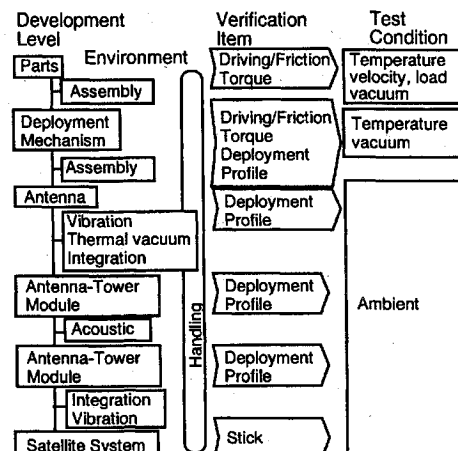 Development
Level
Environment
Verification
Item
Test
Condition
Parts
Assembly
Deployment
Mechanism
Assembly
Antenna
Vibration
Thermal vacuum
Integration
Antenna-Tower
Module
Acoustic
Antenna-Tower
Module
Integration
Vibration
Satellite System
Handling
Driving/Friction
Torque
Driving/Friction
Torque
Deployment
Profile
Deployment
Profile
Deployment
Profile
Deployment
Profile
Stick
Temperature
velocity, load
vacuum
Temperature
vacuum
Ambient